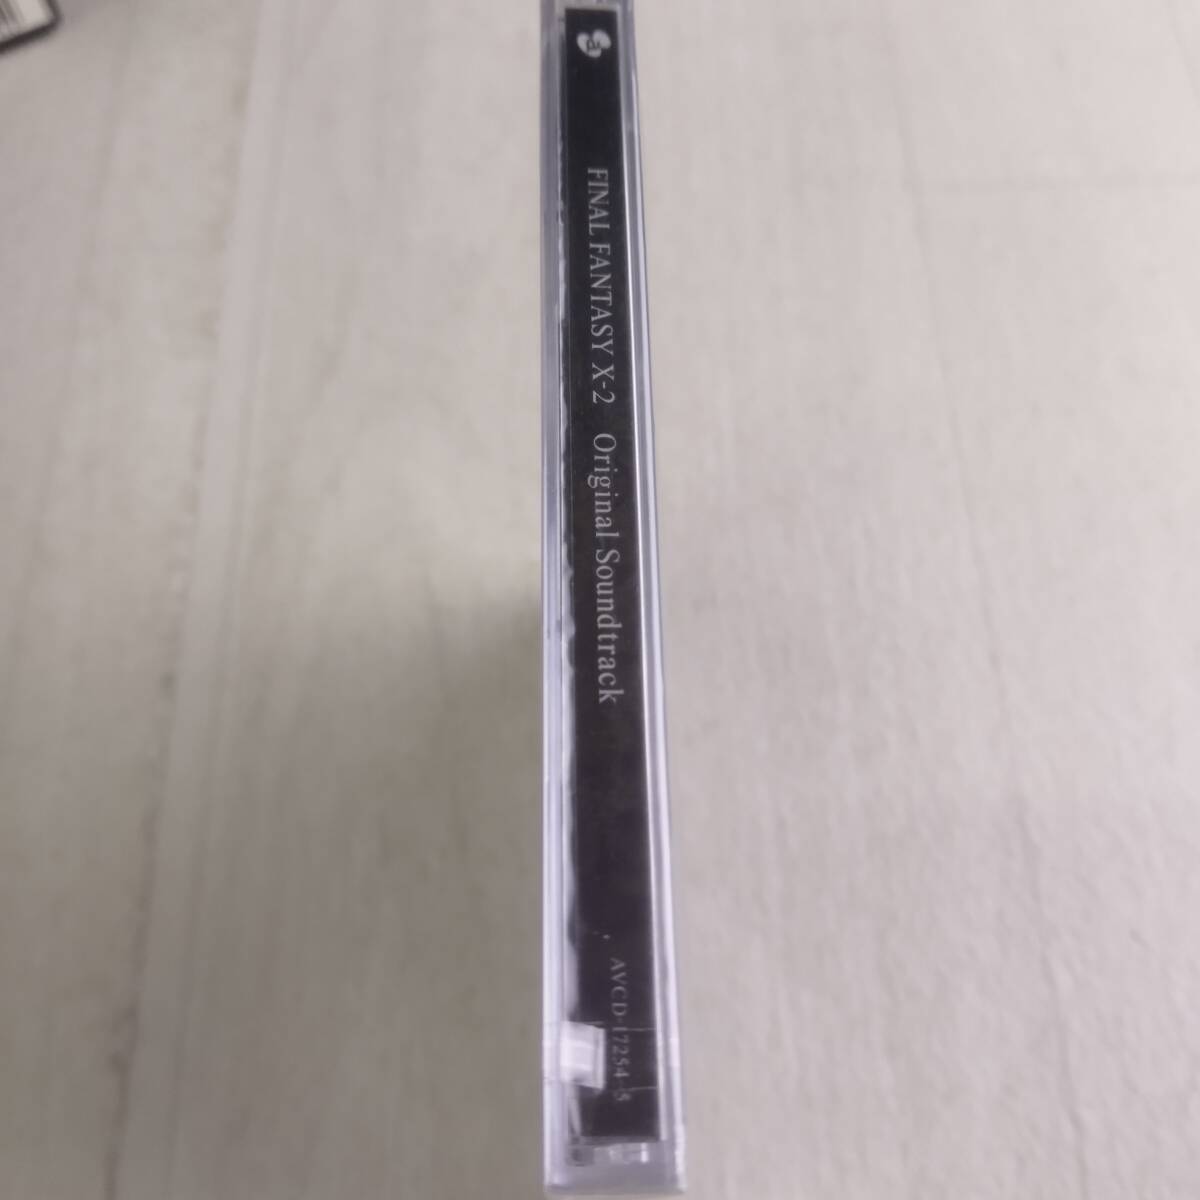 FINAL FANTASY X-2 Original Soundtrack
AVCD-17254~5